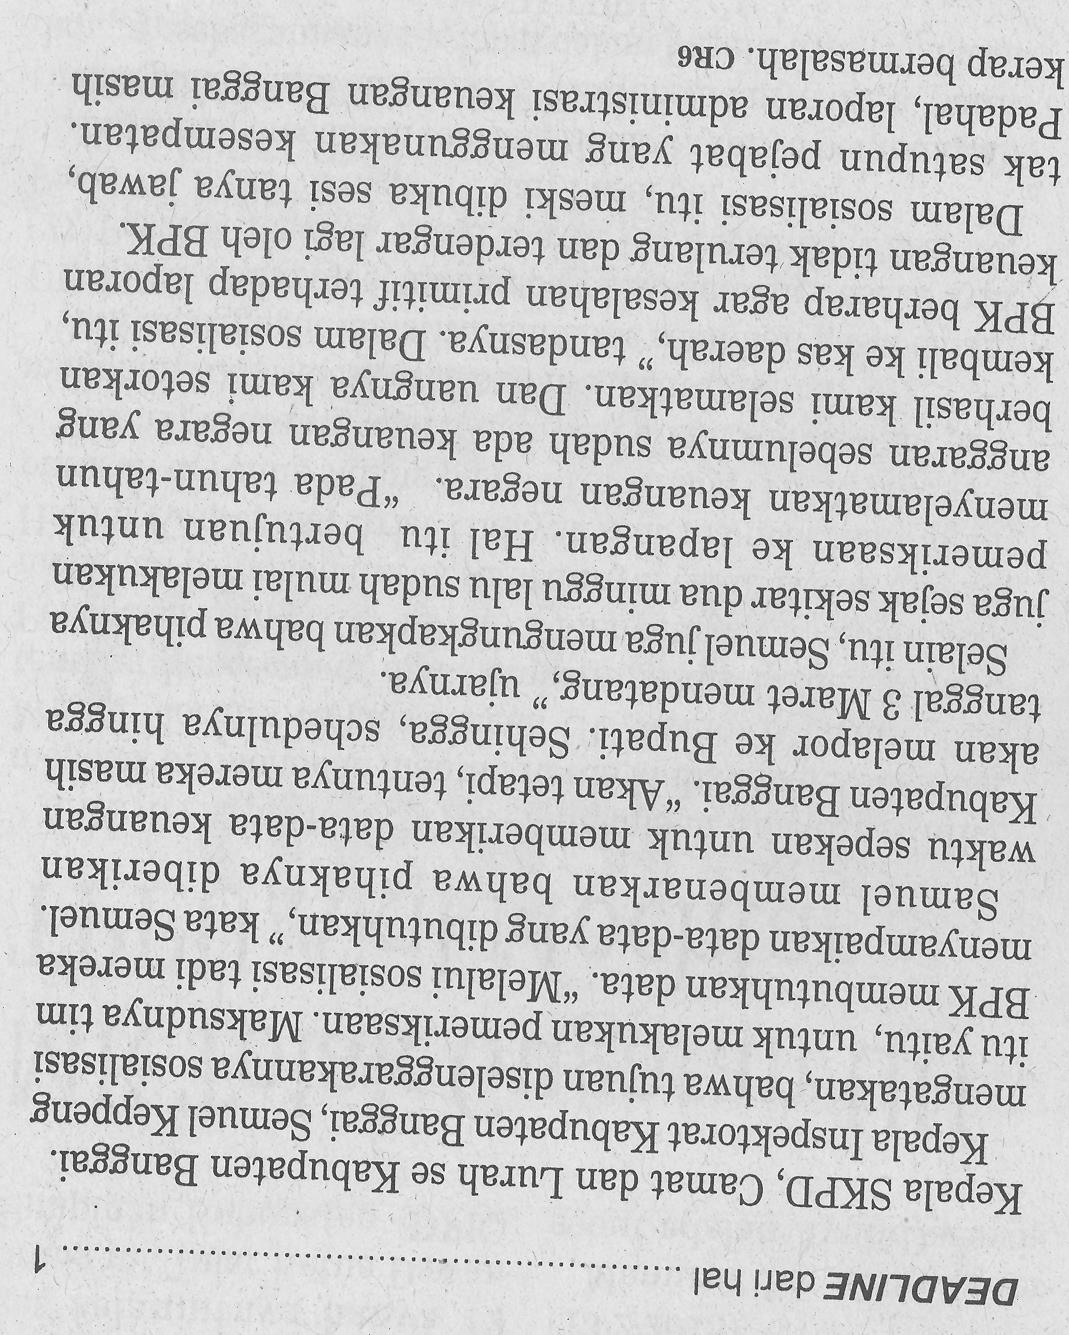 DEADLINE dari hal ........................................................ 1
Kepala SKPD, Camat dan Lurah se Kabupaten Banggai.
Kepala Inspektorat Kabupaten Banggai, Semuel Keppeng
mengatakan, bahwa tujuan diselenggarakannya sosialisasi
itu yaitu, untuk melakukan pemeriksaan. Maksudnya tim
BPK membutuhkan data. “Melalui sosialisasi tadi mereka
menyampaikan data-data yang dibutuhkan,” kata Semuel.
Samuel membenarkan bahwa pihaknya diberikan
waktu sepekan untuk memberikan data-data keuangan
Kabupaten Banggai. “Akan tetapi, tentunya mereka masih
akan melapor ke Bupati. Sehingga, schedulnya hingga
tanggal 3 Maret mendatang,” ujarnya.
Selain itu, Semuel juga mengungkapkan bahwa pihaknya
juga sejak sekitar dua minggu lalu sudah mulai melakukan
pemeriksaan ke lapangan. Hal itu bertujuan untuk
menyelamatkan keuangan negara. “Pada tahun-tahun
anggaran sebelumnya sudah ada keuangan negara yang
berhasil kami selamatkan. Dan uangnya kami setorkan
kembali ke kas daerah,” tandasnya. Dalam sosialisasi itu,
BPK berharap agar kesalahan primitif terhadap laporan
keuangan tidak terulang dan terdengar lagi oleh BPK.
Dalam sosialisasi itu, meski dibuka sesi tanya jawab,
tak satupun pejabat yang menggunakan kesempatan.
Padahal, laporan administrasi keuangan Banggai masih
kerap bermasalah. CR6